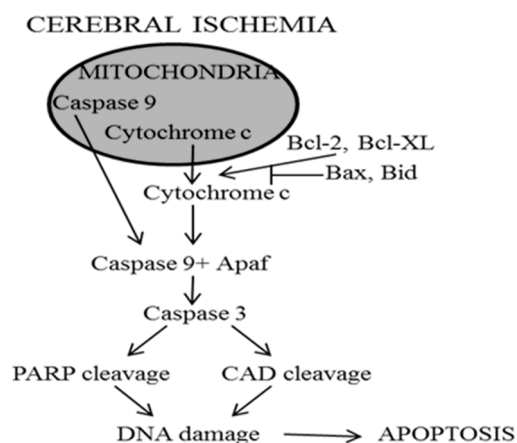 CEREBRAL ISCHEMIA
MITOCHONDRIA
Caspase 9
Cytochrome c
Bcl-2, Bcl-XL
Bax, Bid
Cytochrome c
Caspase 9+ Apaf
Caspase 3
PARP cleavage
CAD cleavage
DNA damage
APOPTOSIS